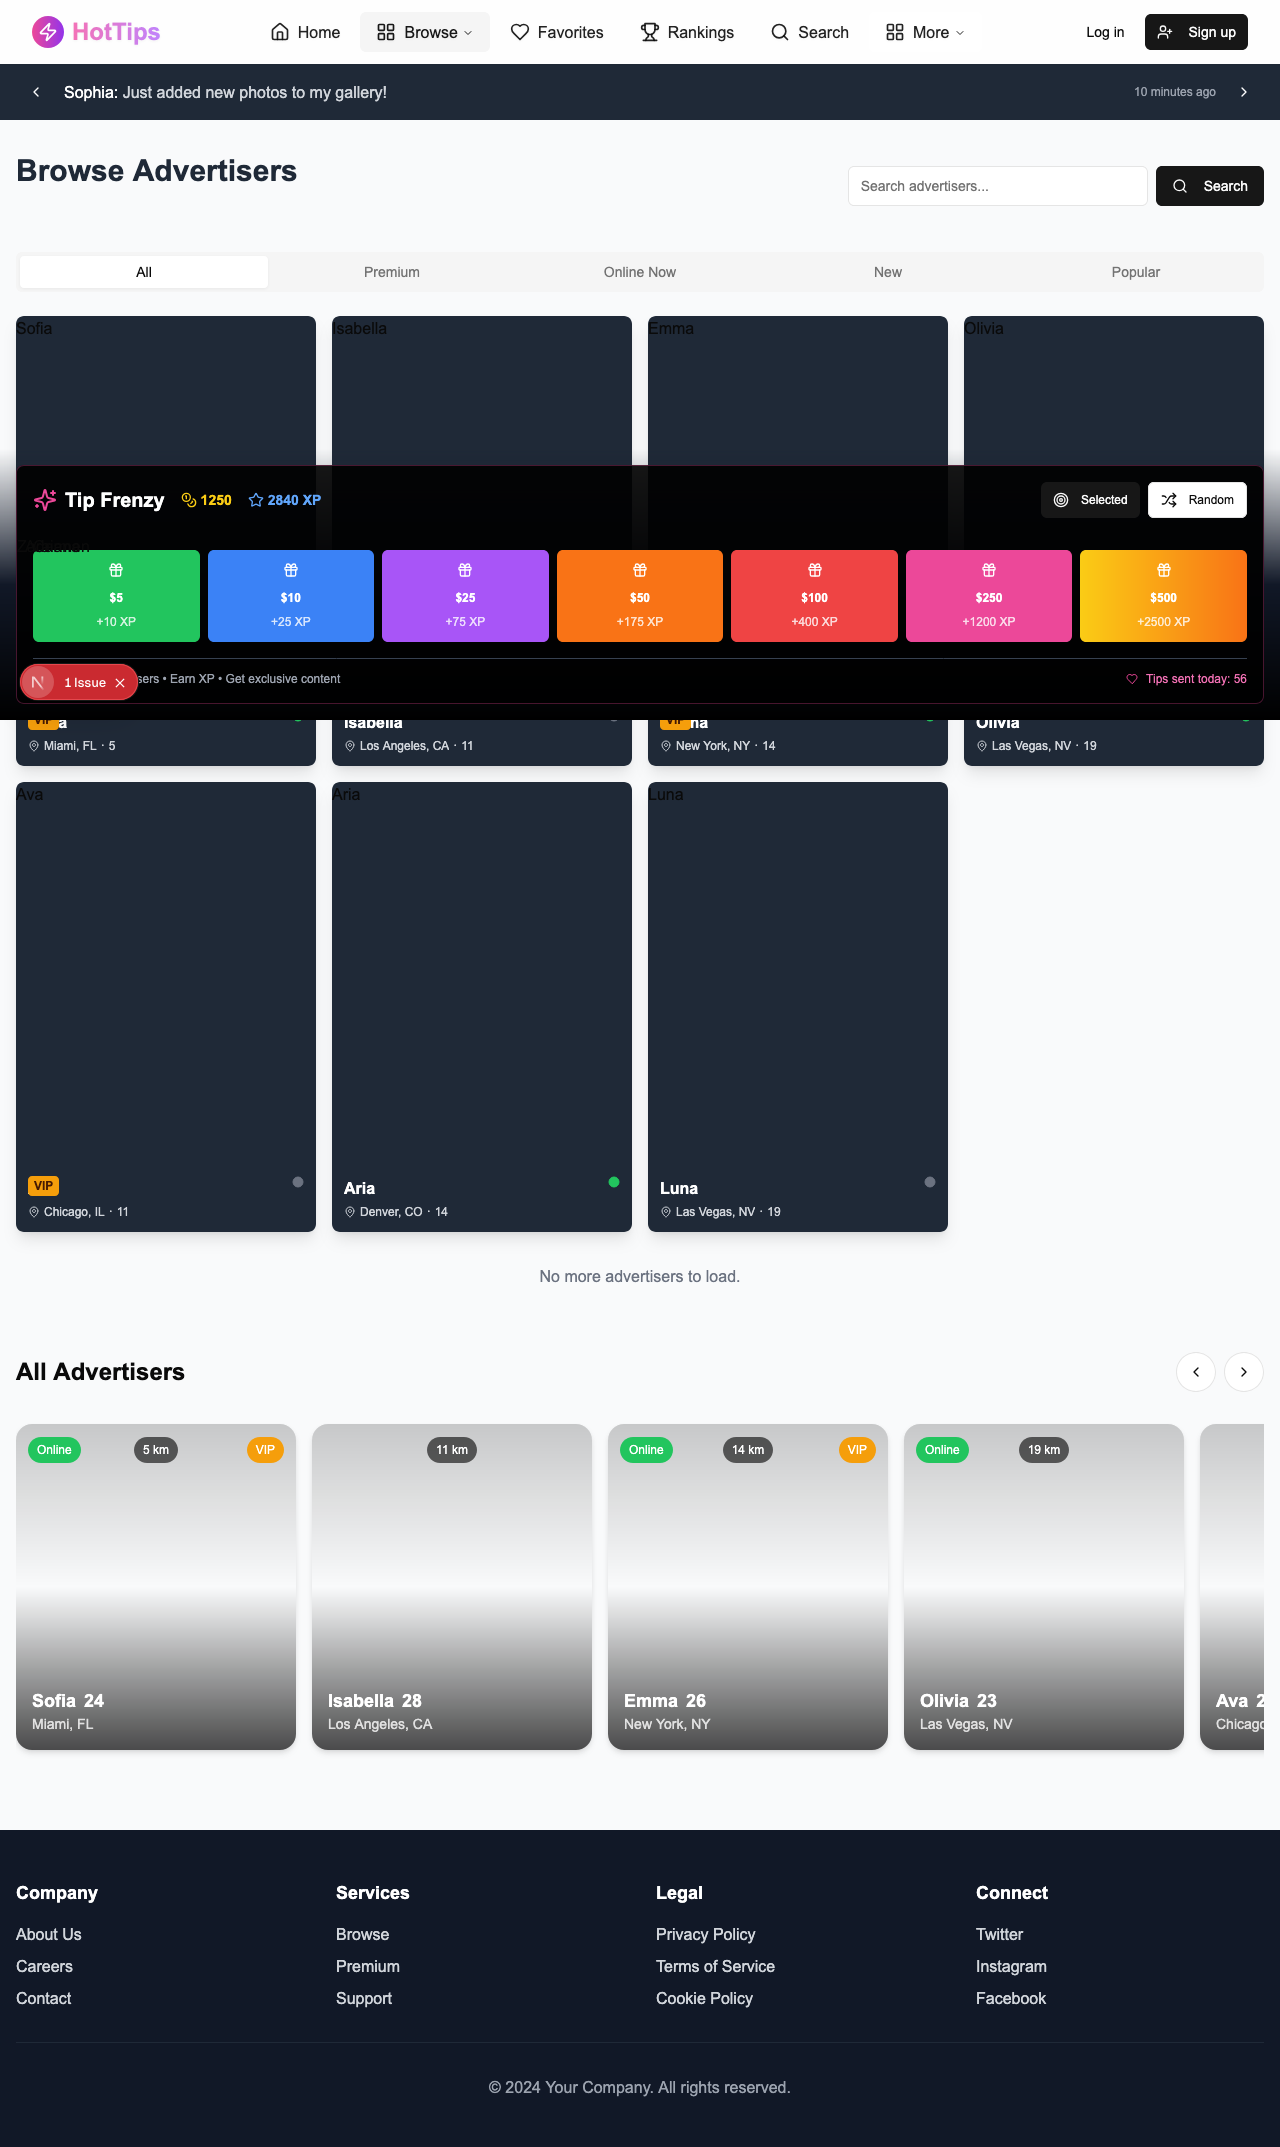 HotTips
Home
Browse
Favorites
Rankings
Search
More
Log in
Sign up
Sophia: Just added new photos to my gallery!
10 minutes ago
Browse Advertisers
Search advertisers...
Search
All
Premium
Online Now
New
Popular
Sofia
Isabella
Emma
Olivia
Tip Frenzy
1250
2840 XP
Selected
Random
$5
+10 XP
$10
+25 XP
$25
+75 XP
$50
+175 XP
$100
+400 XP
$250
+1200 XP
$500
+2500 XP
1 Issue
sers • Earn XP • Get exclusive content
Tips sent today: 56
VIP
a
Isabella
VIP
na
Olivia
Miami, FL · 5
Los Angeles, CA · 11
New York, NY · 14
Las Vegas, NV · 19
Ava
Aria
Luna
VIP
Aria
Luna
Chicago, IL · 11
Denver, CO · 14
Las Vegas, NV · 19
No more advertisers to load.
All Advertisers
Online
5 km
VIP
11 km
Online
14 km
VIP
Online
19 km
Sofia 24
Miami, FL
Isabella 28
Los Angeles, CA
Emma 26
New York, NY
Olivia 23
Las Vegas, NV
Ava 2
Chicago
Company
Services
Legal
Connect
About Us
Browse
Privacy Policy
Twitter
Careers
Premium
Terms of Service
Instagram
Contact
Support
Cookie Policy
Facebook
© 2024 Your Company. All rights reserved.